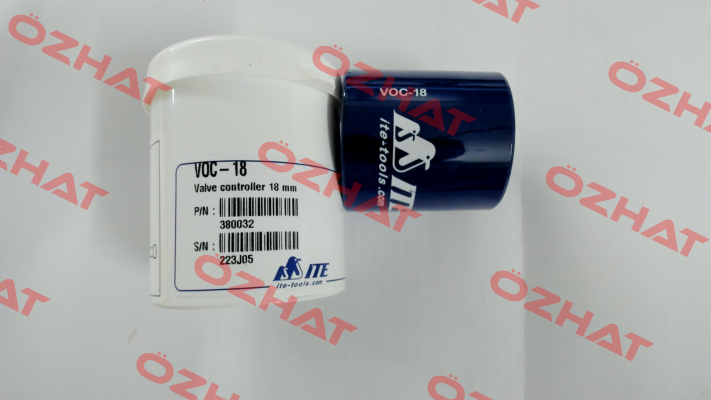 VOC - 18
Valve controller 18 mm
P/N :
380032
S/N :
223J05
ITE
ite-tools.com
VOC-18
ITE
ite-tools.com
ÖZHAT
ÖZHAT
ÖZHAT
ÖZHAT
ÖZHAT
ÖZHAT
ÖZHAT
ÖZHAT
ÖZHAT
ÖZHAT